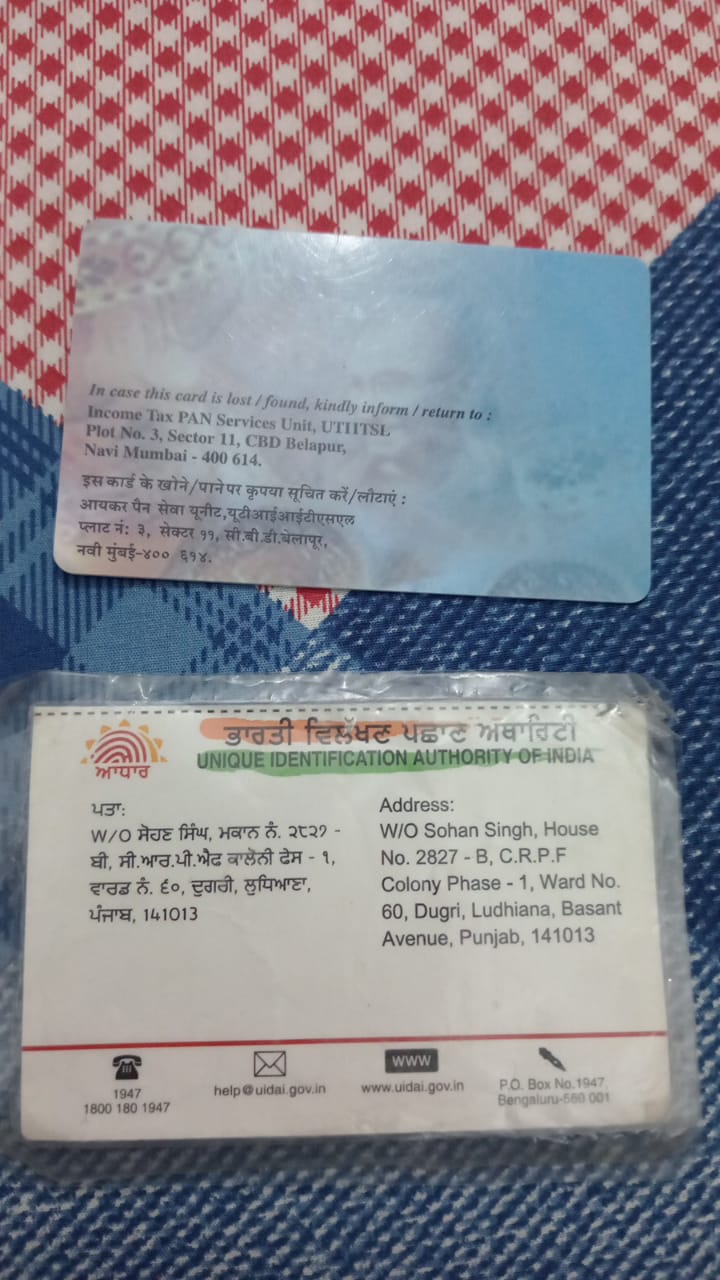 In case this card is lost / found, kindly inform / return to :
Income Tax PAN Services Unit, UTIITSL
Plot No. 3, Sector 11, CBD Belapur,
Navi Mumbai - 400 614.
इस कार्ड के खोने/पाने पर कृपया सूचित करें/लौटाएं :
आयकर पैन सेवा यूनीट,यूटीआईआईटीएसएल
प्लाट नं: ३, सेक्टर ११, सी.बी.डी.बेलापूर,
नवी मुंबई-४०० ६१४.
ਭਾਰਤੀ ਵਿਲੱਖਣ ਪਛਾਣ ਅਥਾਰਿਟੀ
UNIQUE IDENTIFICATION AUTHORITY OF INDIA
ਆਧਾਰ
ਪਤਾ:
W/O ਸੋਹਣ ਸਿੰਘ, ਮਕਾਨ ਨੰ. ੨੮੨੭ -
ਬੀ, ਸੀ.ਆਰ.ਪੀ.ਐਫ ਕਾਲੋਨੀ ਫੇਸ - ੧,
ਵਾਰਡ ਨੰ. ੬੦, ਦੁਗਰੀ, ਲੁਧਿਆਣਾ,
ਪੰਜਾਬ, 141013
Address:
W/O Sohan Singh, House
No. 2827 - B, C.R.P.F
Colony Phase - 1, Ward No.
60, Dugri, Ludhiana, Basant
Avenue, Punjab, 141013
1947
1800 180 1947
help@uidai.gov.in
WWW
www.uidai.gov.in
P.O. Box No.1947,
Bengaluru-560 001